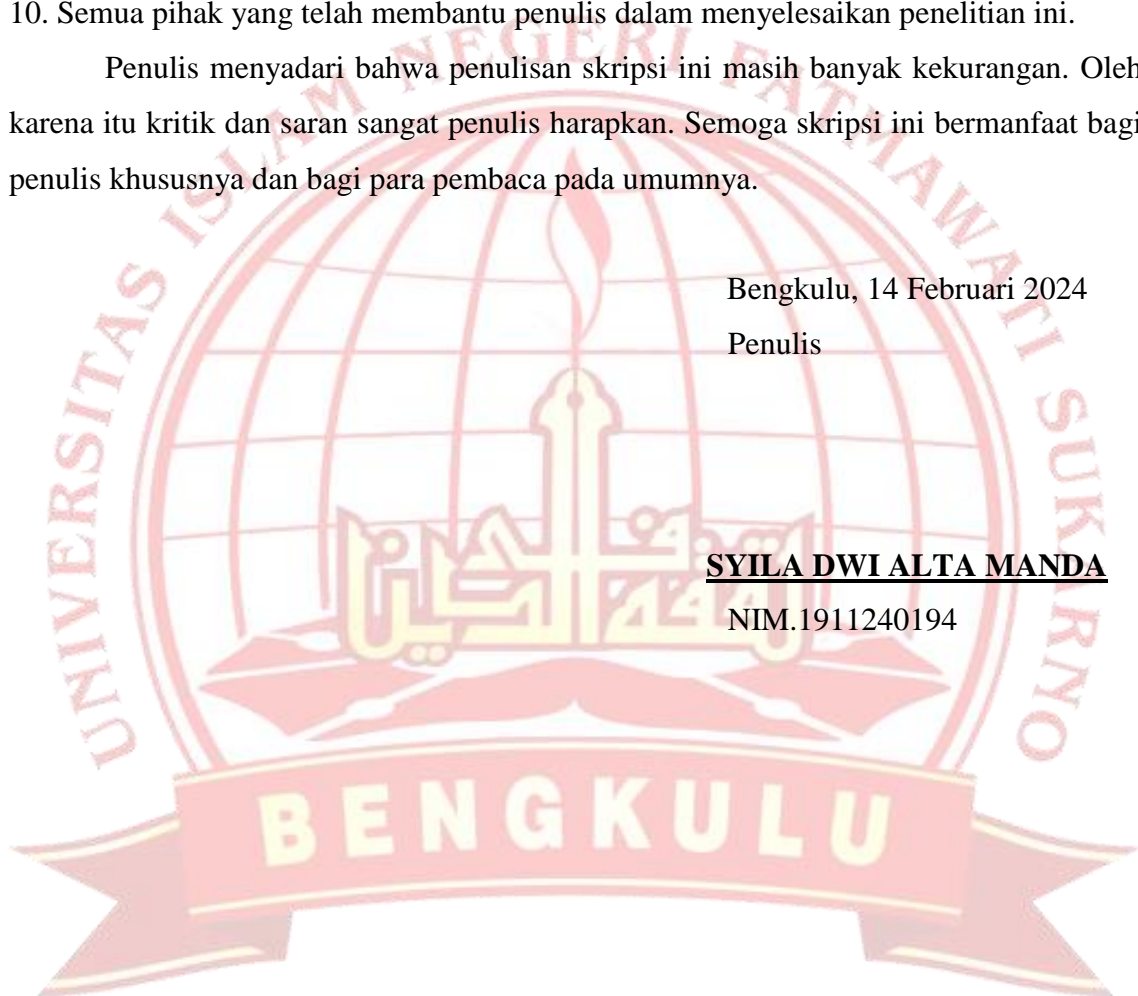 10. Semua pihak yang telah membantu penulis dalam menyelesaikan penelitian ini.
Penulis menyadari bahwa penulisan skripsi ini masih banyak kekurangan. Oleh
karena itu kritik dan saran sangat penulis harapkan. Semoga skripsi ini bermanfaat bagi
penulis khususnya dan bagi para pembaca pada umumnya.
Bengkulu, 14 Februari 2024
Penulis
SYILA DWI ALTA MANDA
NIM.1911240194
UNIVERSITAS ISLAM NEGERI FATMAWATI SUKARNO
BENGKULU